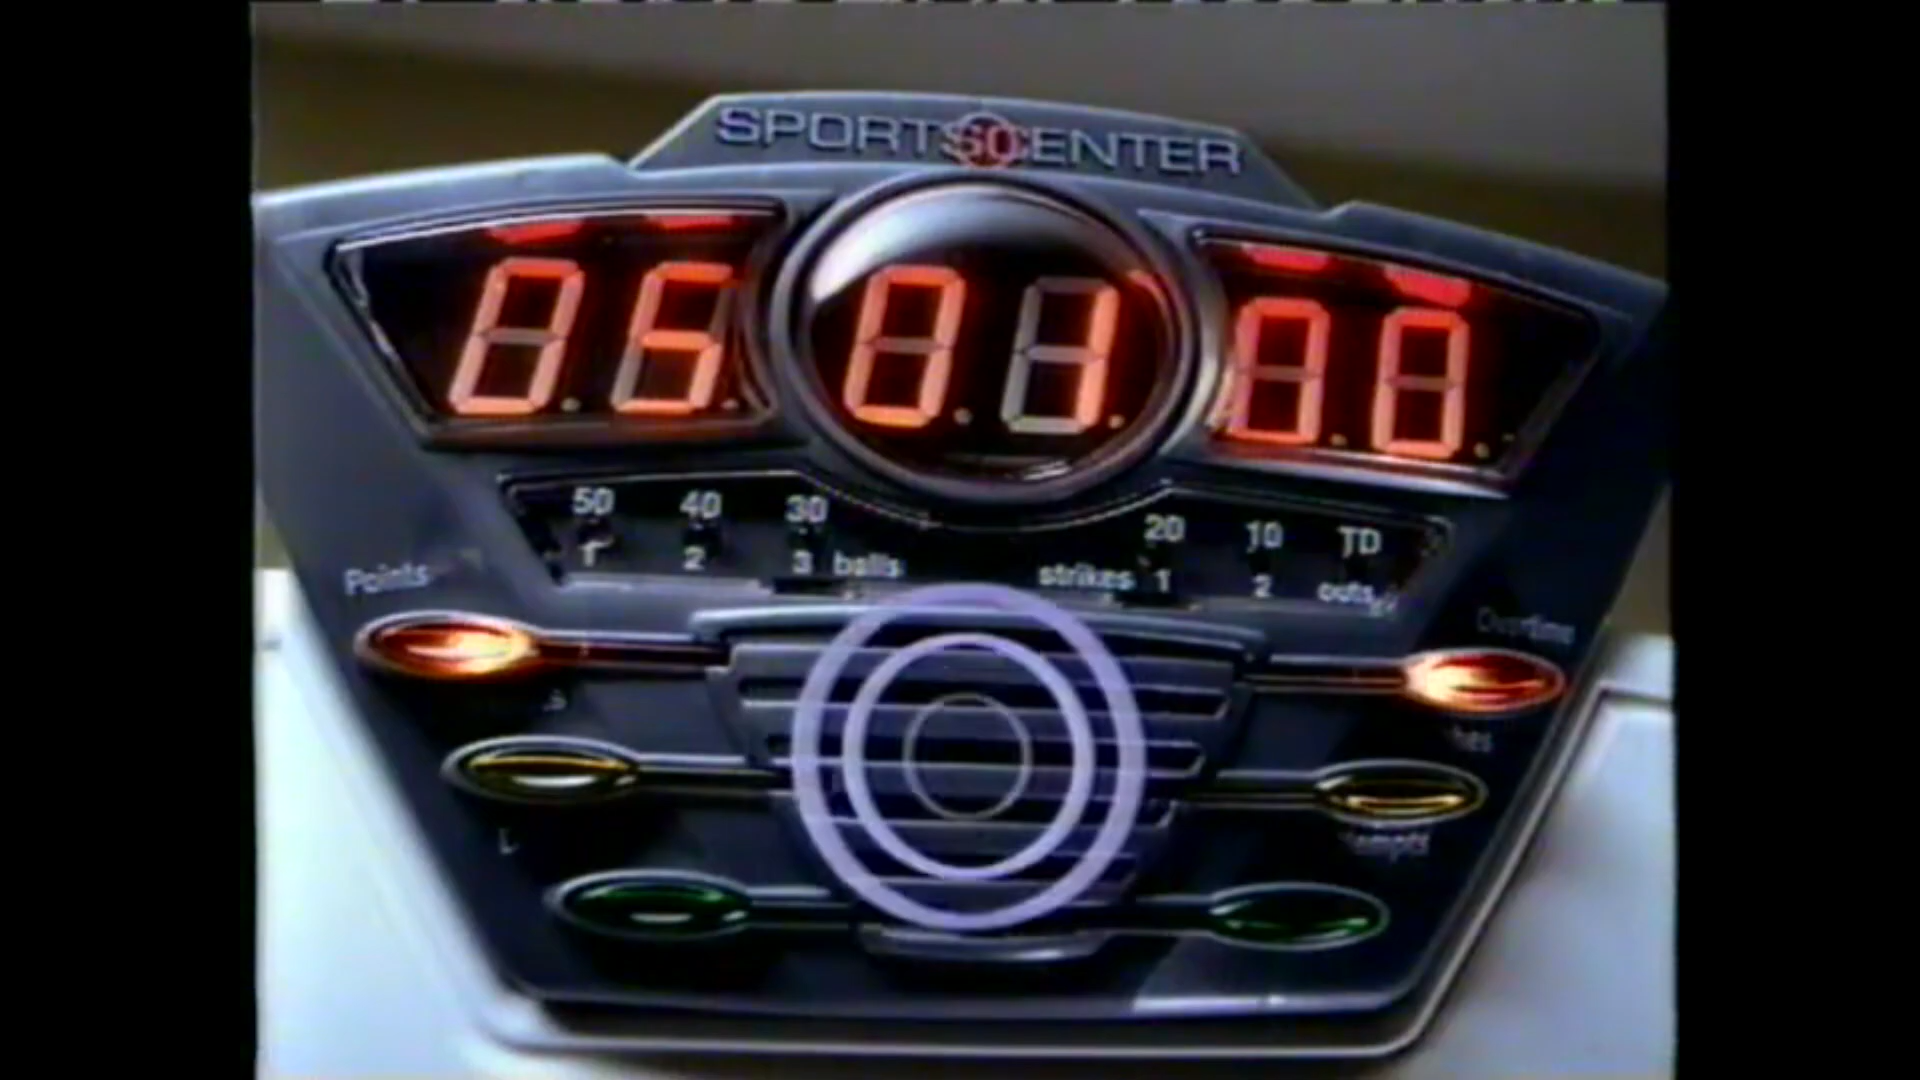 SPORTSCENTER
05 01 00
50 40 30 20 10 TD
1 2 3 balls strikes 1 2 outs
Points
Overtime